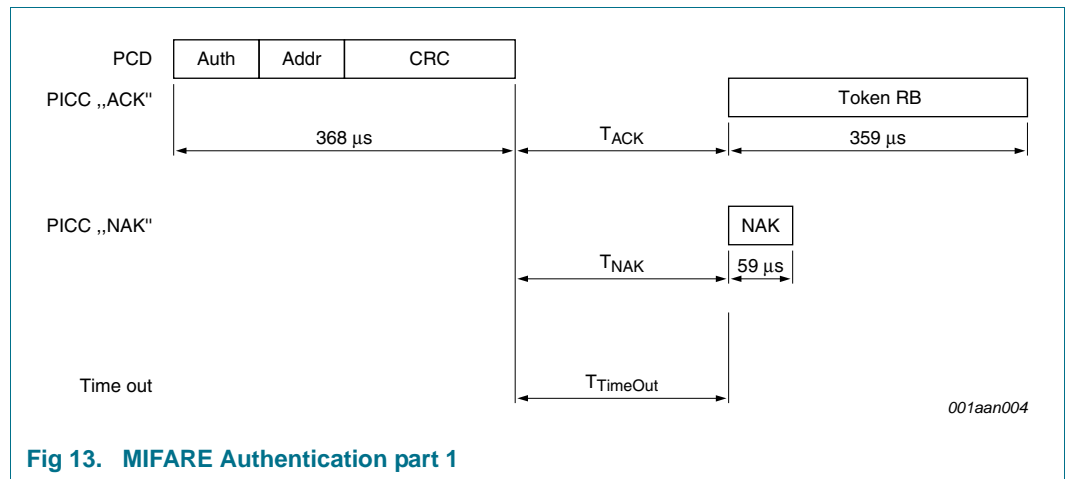 PCD Auth Addr CRC
PICC ,,ACK" Token RB
368 μs TACK 359 μs
PICC ,,NAK" NAK
TNAK 59 μs
Time out TTimeOut
001aan004
Fig 13. MIFARE Authentication part 1